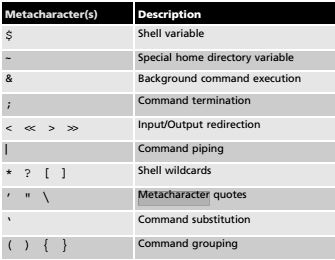 Metacharacter(s) Description
$ Shell variable
~ Special home directory variable
& Background command execution
; Command termination
< << > >> Input/Output redirection
| Command piping
* ? [ ] Shell wildcards
' " \ Metacharacter quotes
` Command substitution
( ) { } Command grouping